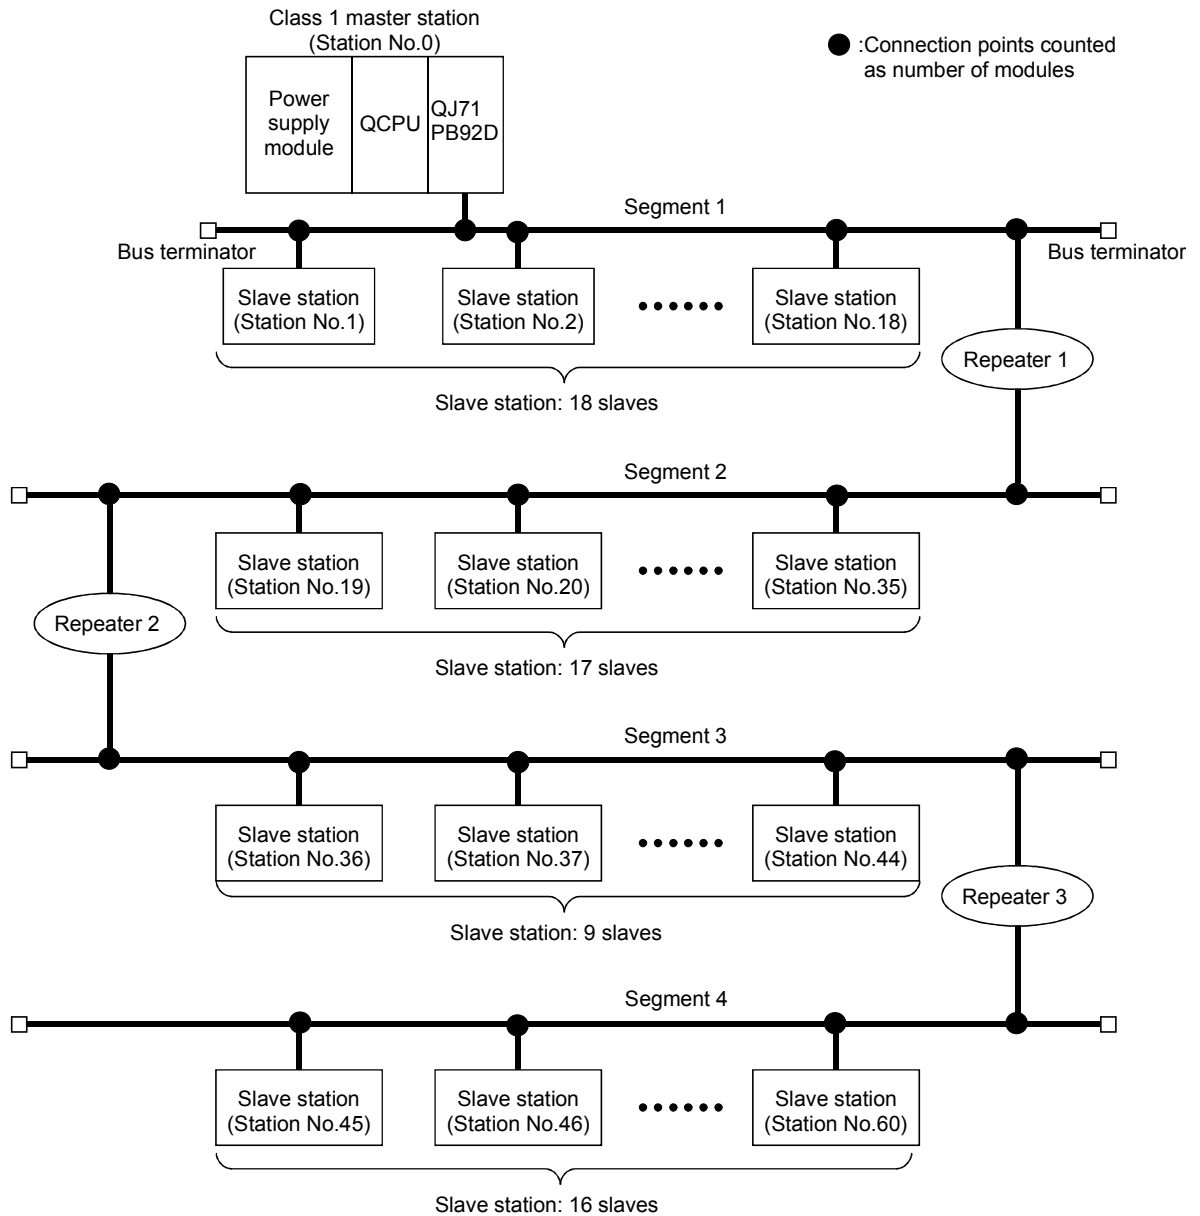 Class 1 master station
(Station No.0)
:Connection points counted
as number of modules
Power
supply
module
QCPU
QJ71
PB92D
Segment 1
Bus terminator
Bus terminator
Slave station
(Station No.1)
Slave station
(Station No.2)
Slave station
(Station No.18)
Repeater 1
Slave station: 18 slaves
Segment 2
Slave station
(Station No.19)
Slave station
(Station No.20)
Slave station
(Station No.35)
Repeater 2
Slave station: 17 slaves
Segment 3
Slave station
(Station No.36)
Slave station
(Station No.37)
Slave station
(Station No.44)
Repeater 3
Slave station: 9 slaves
Segment 4
Slave station
(Station No.45)
Slave station
(Station No.46)
Slave station
(Station No.60)
Slave station: 16 slaves